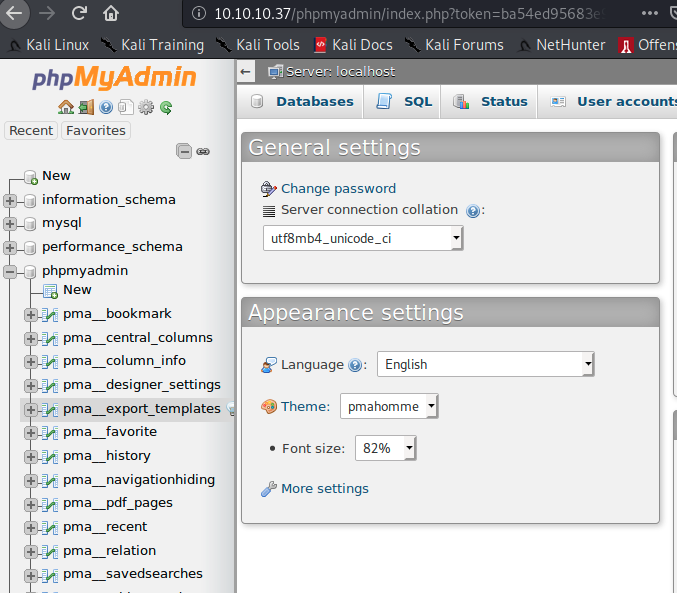 10.10.10.37/phpmyadmin/index.php?token=ba54ed95683e
Kali Linux Kali Training Kali Tools Kali Docs Kali Forums NetHunter Offens
phpMyAdmin
Recent Favorites
New
information_schema
mysql
performance_schema
phpmyadmin
New
pma__bookmark
pma__central_columns
pma__column_info
pma__designer_settings
pma__export_templates
pma__favorite
pma__history
pma__navigationhiding
pma__pdf_pages
pma__recent
pma__relation
pma__savedsearches
Server: localhost
Databases SQL Status User accounts
General settings
Change password
Server connection collation :
utf8mb4_unicode_ci
Appearance settings
Language : English
Theme: pmahomme
Font size: 82%
More settings